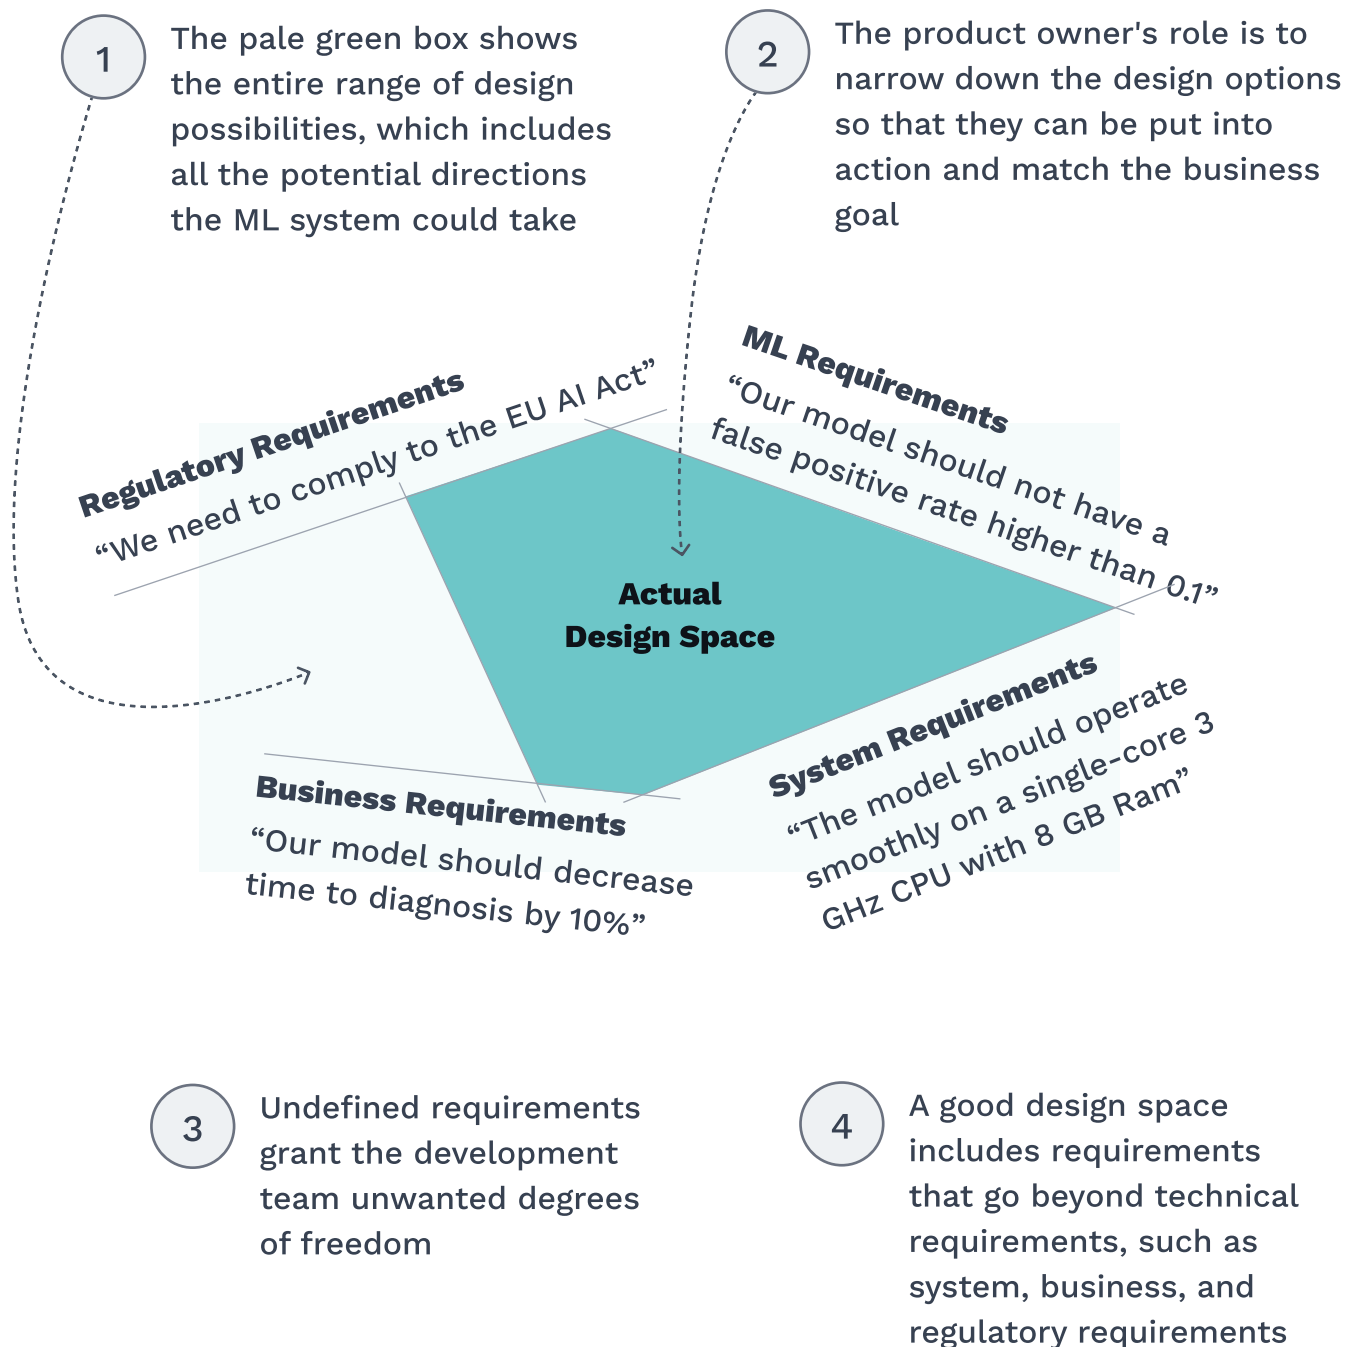 1
The pale green box shows
the entire range of design
possibilities, which includes
all the potential directions
the ML system could take
2
The product owner's role is to
narrow down the design options
so that they can be put into
action and match the business
goal
Regulatory Requirements
“We need to comply to the EU AI Act”
ML Requirements
“Our model should not have a
false positive rate higher than 0.1”
Actual
Design Space
Business Requirements
“Our model should decrease
time to diagnosis by 10%”
System Requirements
“The model should operate
smoothly on a single-core 3
GHz CPU with 8 GB Ram”
3
Undefined requirements
grant the development
team unwanted degrees
of freedom
4
A good design space
includes requirements
that go beyond technical
requirements, such as
system, business, and
regulatory requirements